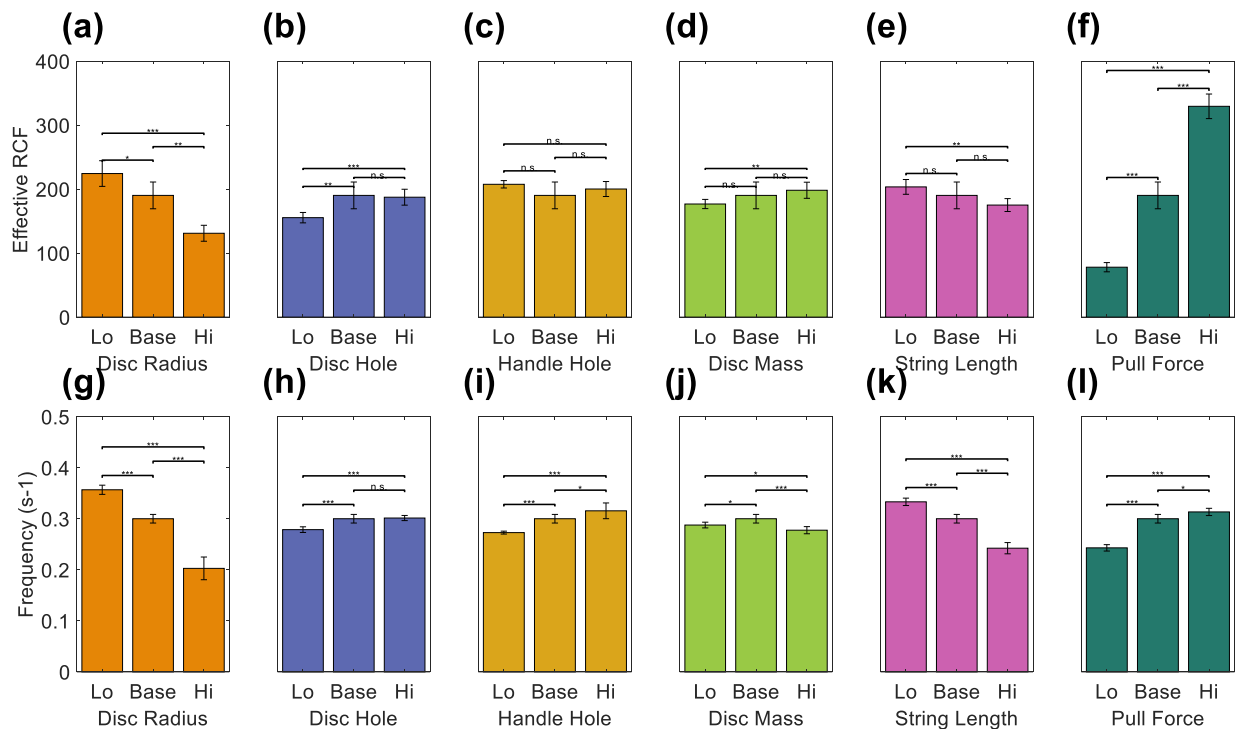 (a) (b) (c) (d) (e) (f)
Effective RCF
400
300
200
100
0
*** * **
*** ** n.s.
n.s. n.s. n.s.
** n.s. n.s.
** n.s. n.s.
*** *** ***
Lo Base Hi Lo Base Hi Lo Base Hi Lo Base Hi Lo Base Hi Lo Base Hi
Disc Radius Disc Hole Handle Hole Disc Mass String Length Pull Force
(g) (h) (i) (j) (k) (l)
Frequency (s-1)
0.5
0.4
0.3
0.2
0.1
0
*** *** ***
*** *** n.s.
*** *** *
* * ***
*** *** ***
*** *** *
Lo Base Hi Lo Base Hi Lo Base Hi Lo Base Hi Lo Base Hi Lo Base Hi
Disc Radius Disc Hole Handle Hole Disc Mass String Length Pull Force